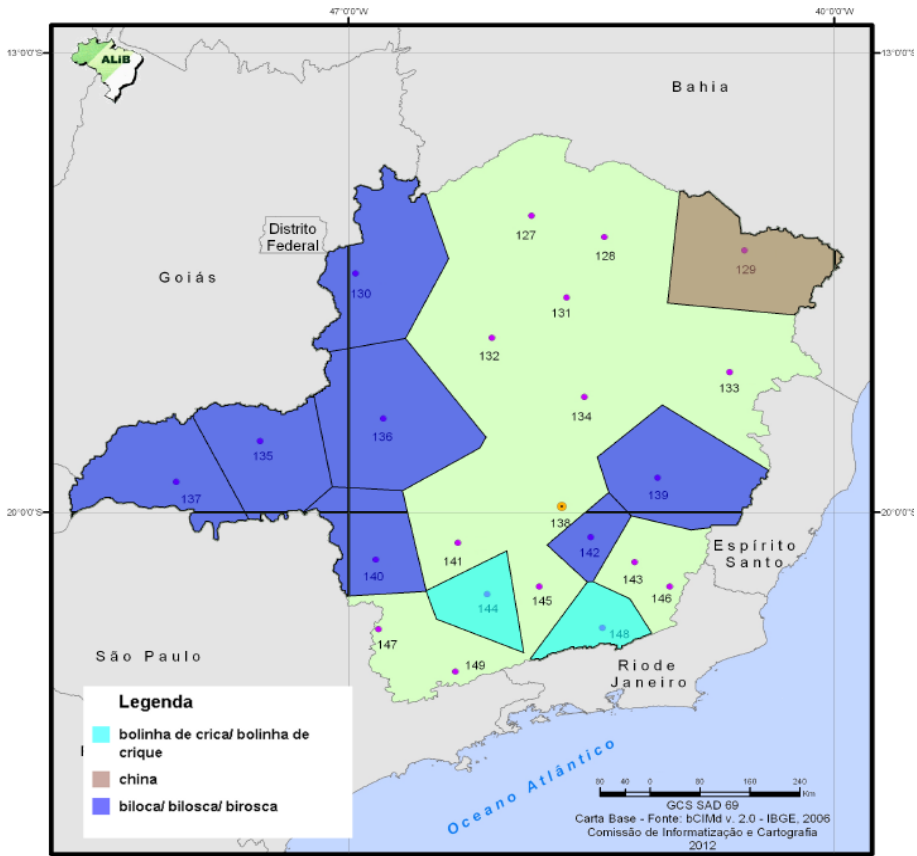 47°0'0"W
40°0'0"W
13°0'0"S
13°0'0"S
ALiB
Bahia
Distrito
Federal
Goiás
127
128
129
130
131
132
133
134
135
136
137
138
139
20°0'0"S
20°0'0"S
140
141
142
143
144
145
146
147
148
149
Espírito
Santo
São Paulo
Riode
Janeiro
Legenda
bolinha de crica/ bolinha de
crique
china
biloca/ bilosca/ birosca
Oceano Atlântico
80 40 0 80 160 240
Km
GCS SAD 69
Carta Base - Fonte: bCIMd v. 2.0 - IBGE, 2006
Comissão de Informatização e Cartografia
2012